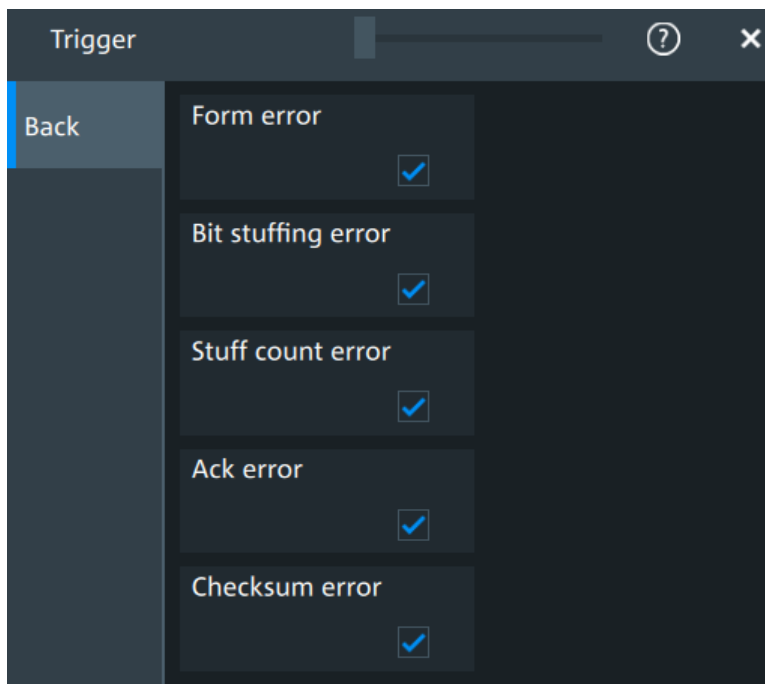 Trigger
?
Back
Form error
Bit stuffing error
Stuff count error
Ack error
Checksum error